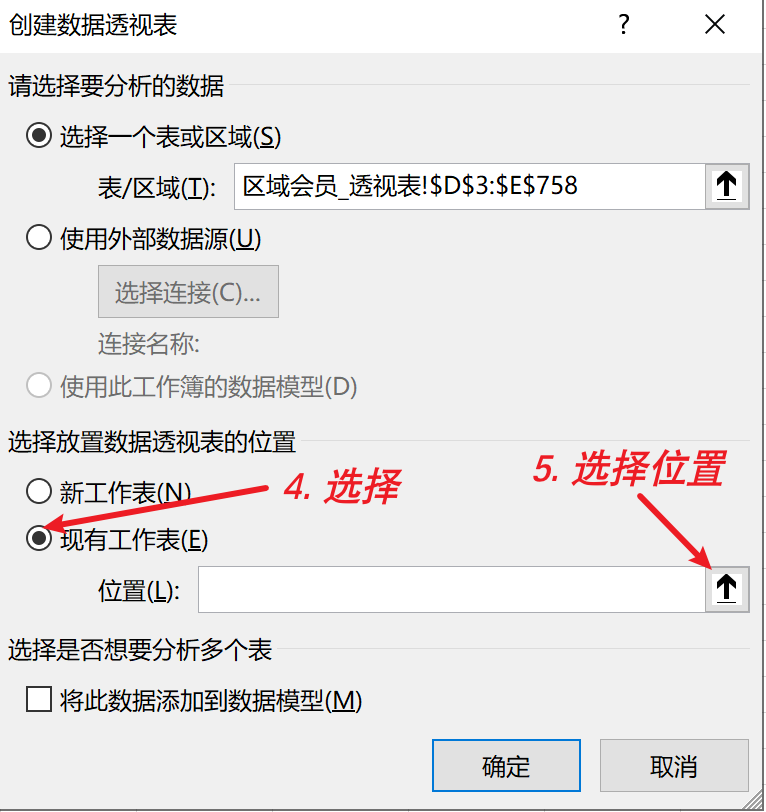 创建数据透视表
?
请选择要分析的数据
选择一个表或区域(S)
表/区域(T):
区域会员_透视表!$D$3:$E$758
使用外部数据源(U)
选择连接(C)...
连接名称:
使用此工作簿的数据模型(D)
选择放置数据透视表的位置
5. 选择位置
新工作表(N)
4. 选择
现有工作表(E)
位置(L):
选择是否想要分析多个表
将此数据添加到数据模型(M)
确定
取消